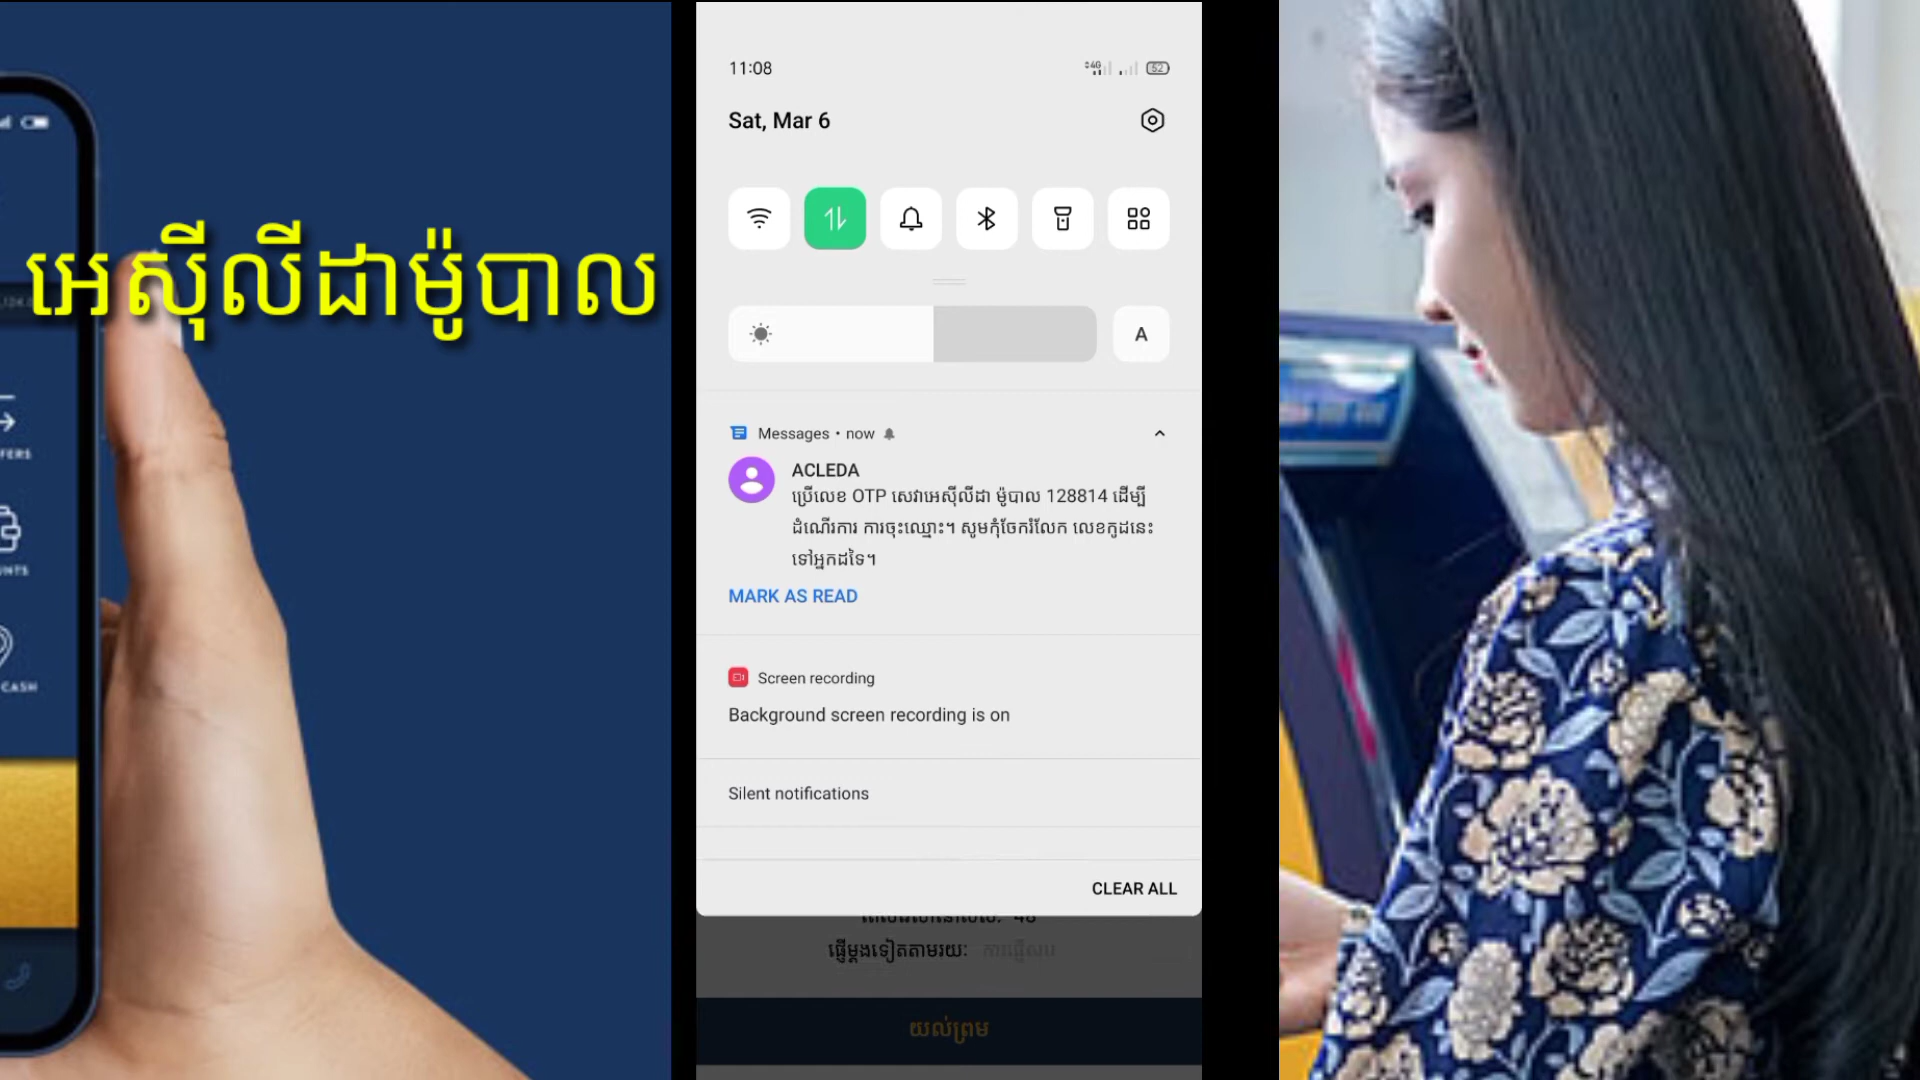 អេស៊ីលីដាម៉ូបាល
FERS
CASH
11:08
4G
52
Sat, Mar 6
A
Messages • now
ACLEDA
ប្រើលេខ OTP សេវាអេស៊ីលីដា ម៉ូបាល 128814 ដើម្បី
ដំណើរការ ការចុះឈ្មោះ។ សូមកុំចែករំលែក លេខកូដនេះ
ទៅអ្នកដទៃ។
MARK AS READ
Screen recording
Background screen recording is on
Silent notifications
CLEAR ALL
ផ្ញើម្តងទៀតតាមរយៈ
យល់ព្រម